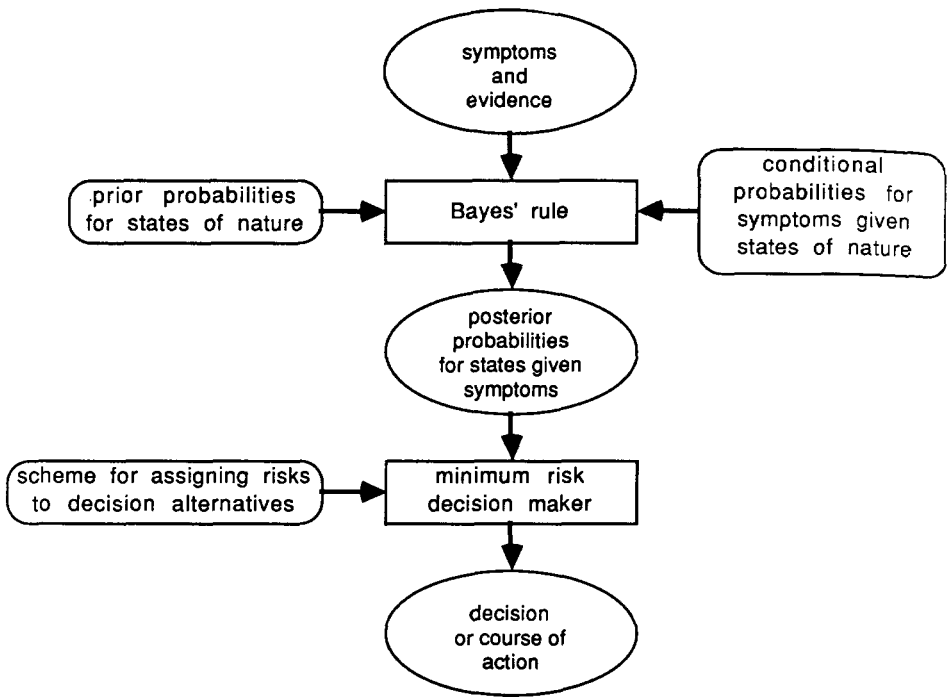 symptoms
and
evidence
prior probabilities
for states of nature
Bayes' rule
conditional
probabilities for
symptoms given
states of nature
posterior
probabilities
for states given
symptoms
scheme for assigning risks
to decision alternatives
minimum risk
decision maker
decision
or course of
action